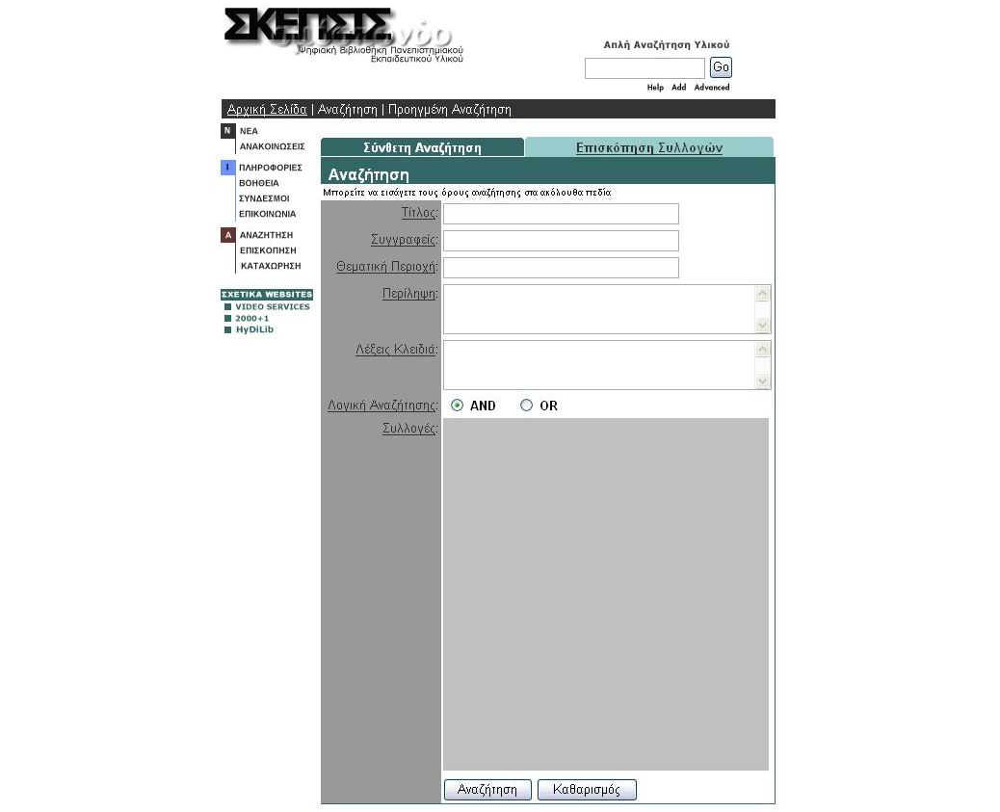 ΣΚΕΠΣΙΣ
Ψηφιακή Βιβλιοθήκη Πανεπιστημιακού
Εκπαιδευτικού Υλικού
Απλή Αναζήτηση Υλικού
Go
Help Add Advanced
Αρχική Σελίδα | Αναζήτηση | Προηγμένη Αναζήτηση
N ΝΕΑ
ΑΝΑΚΟΙΝΩΣΕΙΣ
I ΠΛΗΡΟΦΟΡΙΕΣ
ΒΟΗΘΕΙΑ
ΣΥΝΔΕΣΜΟΙ
ΕΠΙΚΟΙΝΩΝΙΑ
A ΑΝΑΖΗΤΗΣΗ
ΕΠΙΣΚΟΠΗΣΗ
ΚΑΤΑΧΩΡΗΣΗ
ΣΧΕΤΙΚΑ WEBSITES
VIDEO SERVICES
2000+1
HyDiLib
Σύνθετη Αναζήτηση
Επισκόπηση Συλλογών
Αναζήτηση
Μπορείτε να εισάγετε τους όρους αναζήτησης στα ακόλουθα πεδία
Τίτλος:
Συγγραφείς:
Θεματική Περιοχή:
Περίληψη:
Λέξεις Κλειδιά:
Λογική Αναζήτησης: AND OR
Συλλογές:
Αναζήτηση Καθαρισμός